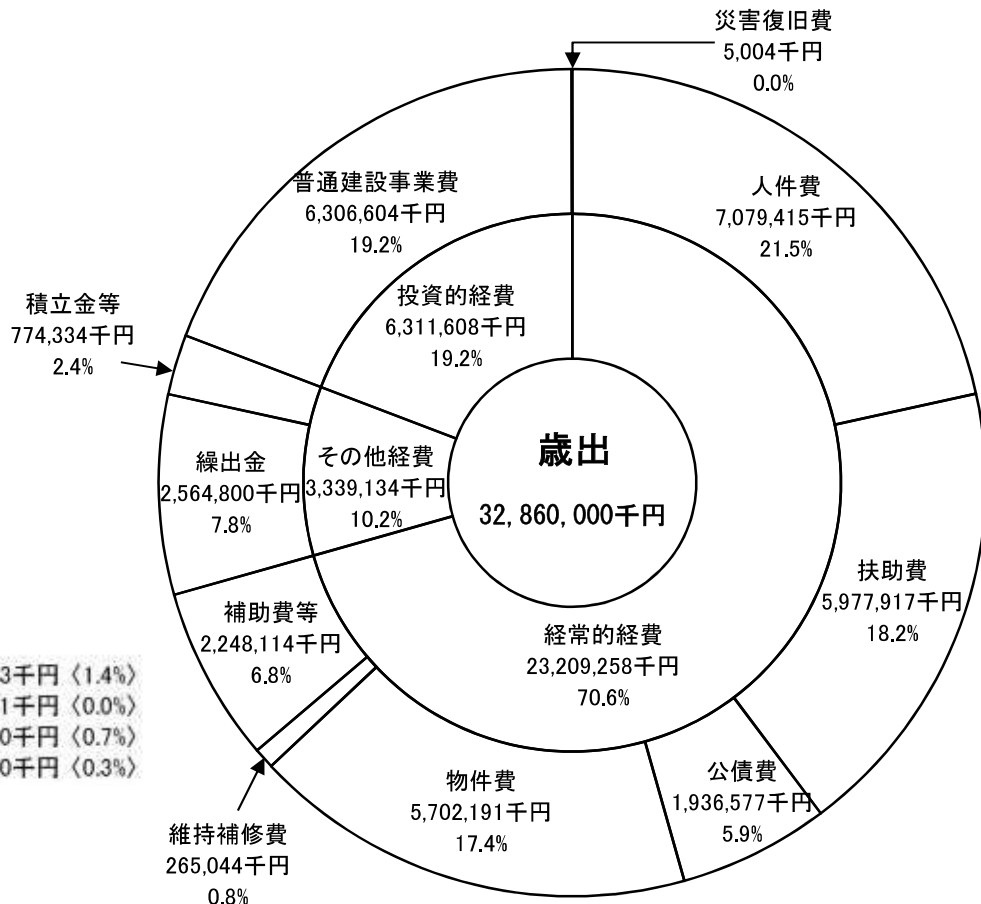 災害復旧費
5,004千円
0.0%
人件費
7,079,415千円
21.5%
扶助費
5,977,917千円
18.2%
公債費
1,936,577千円
5.9%
物件費
5,702,191千円
17.4%
維持補修費
265,044千円
0.8%
補助費等
2,248,114千円
6.8%
繰出金
2,564,800千円
7.8%
積立金等
774,334千円
2.4%
普通建設事業費
6,306,604千円
19.2%
投資的経費
6,311,608千円
19.2%
その他経費
3,339,134千円
10.2%
経常的経費
23,209,258千円
70.6%
歳出
32,860,000千円
3千円〈1.4%〉
1千円〈0.0%〉
0千円〈0.7%〉
0千円〈0.3%〉